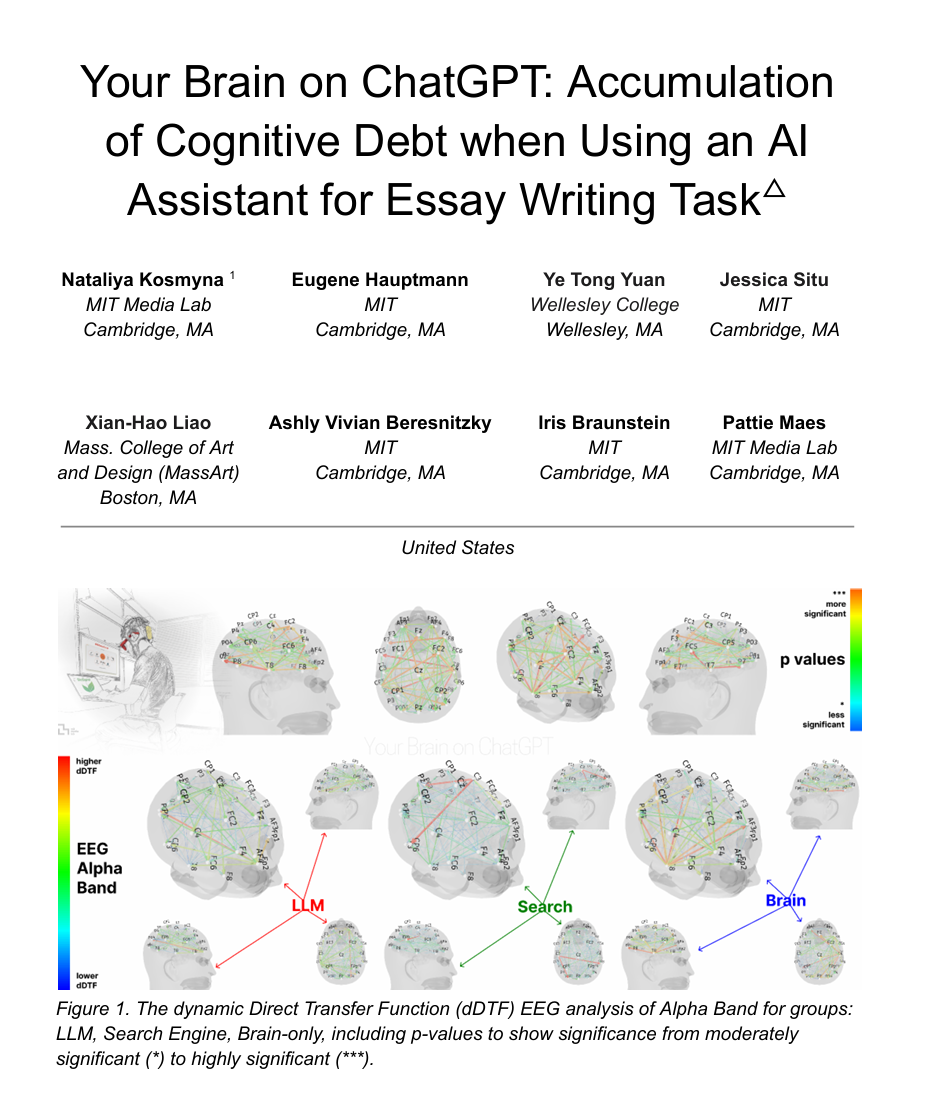 Your Brain on ChatGPT: Accumulation
of Cognitive Debt when Using an AI
Assistant for Essay Writing Task△
Nataliya Kosmyna 1
MIT Media Lab
Cambridge, MA
Eugene Hauptmann
MIT
Cambridge, MA
Ye Tong Yuan
Wellesley College
Wellesley, MA
Jessica Situ
MIT
Cambridge, MA
Xian-Hao Liao
Mass. College of Art
and Design (MassArt)
Boston, MA
Ashly Vivian Beresnitzky
MIT
Cambridge, MA
Iris Braunstein
MIT
Cambridge, MA
Pattie Maes
MIT Media Lab
Cambridge, MA
United States
***
more
significant
p values
*
less
significant
Your Brain on ChatGPT
higher
dDTF
EEG
Alpha
Band
lower
dDTF
LLM
Search
Brain
Figure 1. The dynamic Direct Transfer Function (dDTF) EEG analysis of Alpha Band for groups:
LLM, Search Engine, Brain-only, including p-values to show significance from moderately
significant (*) to highly significant (***).